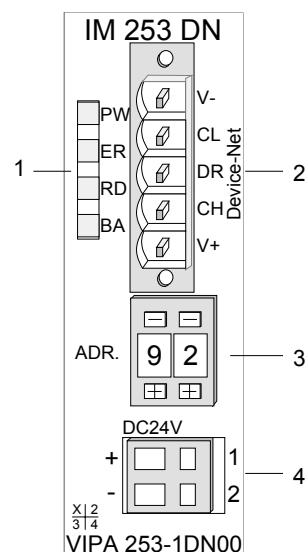 IM 253 DN
PW
ER
RD
BA
1
V-
CL
DR
CH
V+
Device-Net
2
ADR.
- -
9 2
+ +
3
DC24V
+ 1
- 2
4
X 2
3 4
VIPA 253-1DN00